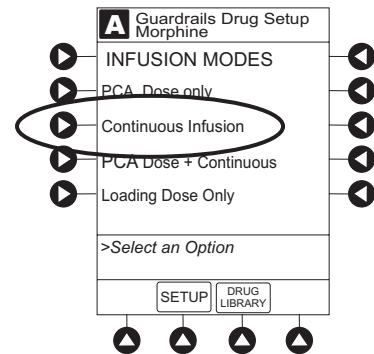 A Guardrails Drug Setup
Morphine
INFUSION MODES
PCA Dose only
Continuous Infusion
PCA Dose + Continuous
Loading Dose Only
>Select an Option
SETUP DRUG
LIBRARY